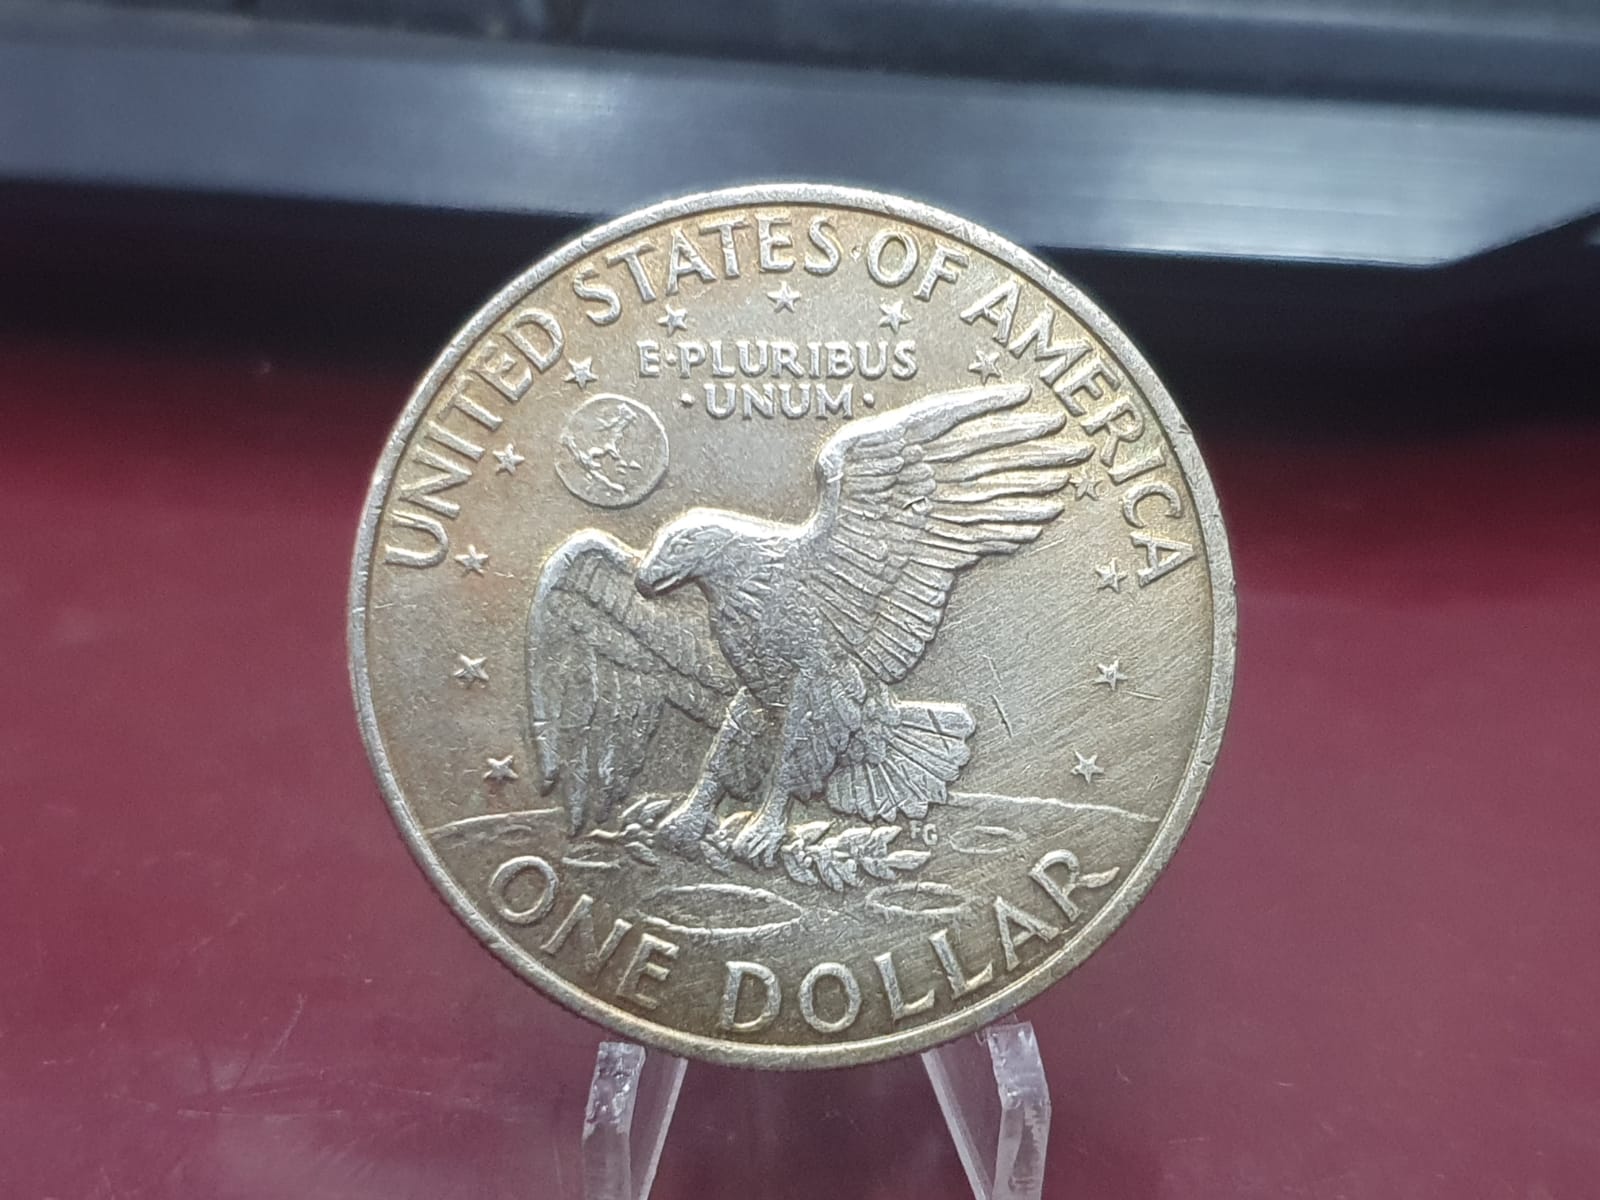 UNITED STATES OF AMERICA
E·PLURIBUS
·UNUM·
FG
ONE DOLLAR